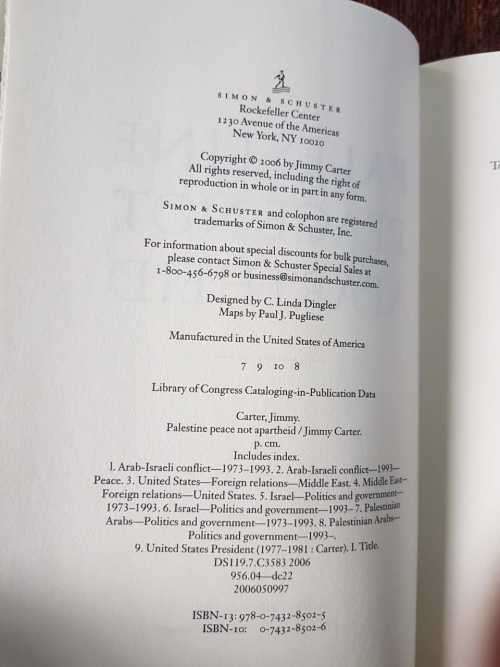 SIMON & SCHUSTER
Rockefeller Center
1230 Avenue of the Americas
New York, NY 10020
Copyright © 2006 by Jimmy Carter
All rights reserved, including the right of
reproduction in whole or in part in any form.
SIMON & SCHUSTER and colophon are registered
trademarks of Simon & Schuster, Inc.
For information about special discounts for bulk purchases,
please contact Simon & Schuster Special Sales at
1-800-456-6798 or business@simonandschuster.com.
Designed by C. Linda Dingler
Maps by Paul J. Pugliese
Manufactured in the United States of America
7 9 10 8
Library of Congress Cataloging-in-Publication Data
Carter, Jimmy.
Palestine peace not apartheid / Jimmy Carter.
p. cm.
Includes index.
1. Arab-Israeli conflict—1973–1993. 2. Arab-Israeli conflict—1993–
Peace. 3. United States—Foreign relations—Middle East. 4. Middle East—
Foreign relations—United States. 5. Israel—Politics and government—
1973–1993. 6. Israel—Politics and government—1993– 7. Palestinian
Arabs—Politics and government—1973–1993. 8. Palestinian Arabs—
Politics and government—1993–.
9. United States President (1977–1981 : Carter). I. Title.
DS119.7.C3583 2006
956.04—dc22
2006050997
ISBN-13: 978-0-7432-8502-5
ISBN-10: 0-7432-8502-6